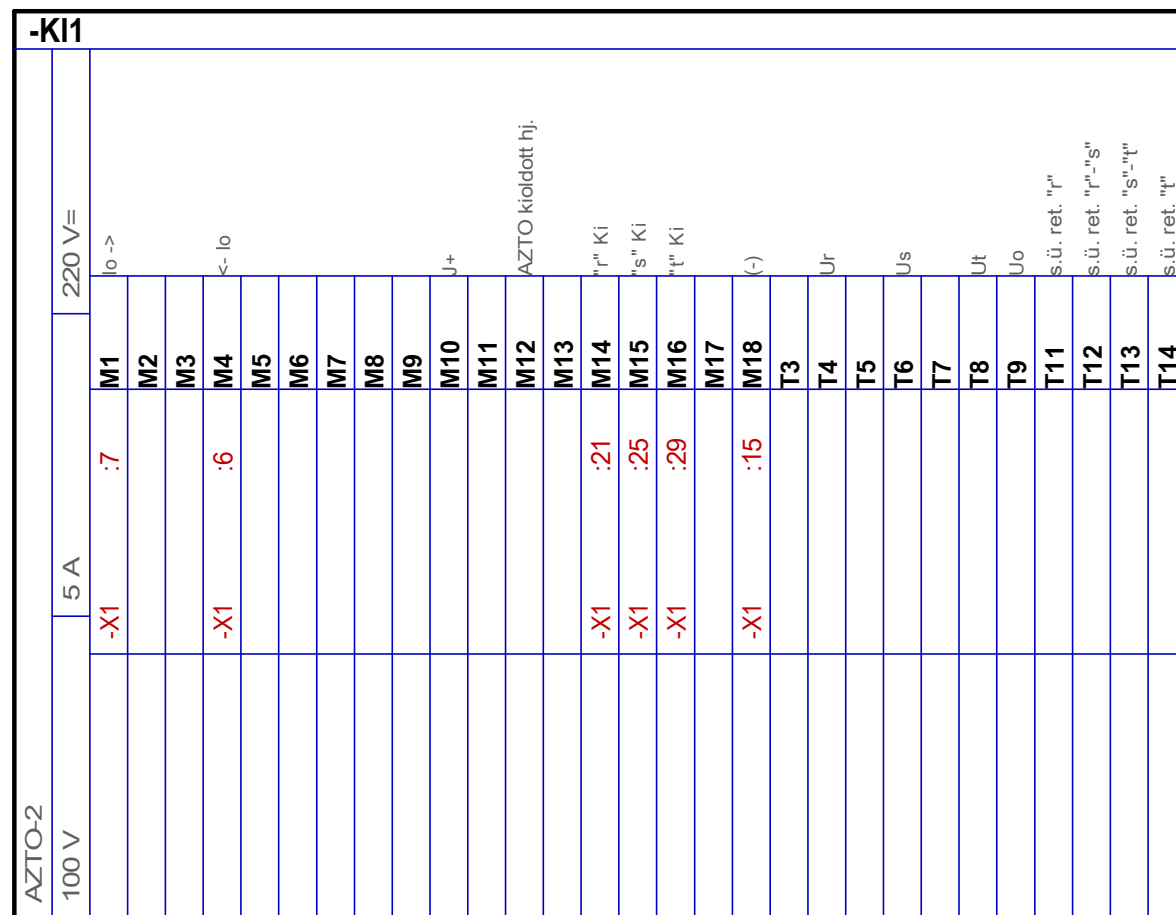 -KI1
AZTO-2
100 V
5 A
220 V=
-X1 :7 M1 Io ->
M2
M3
-X1 :6 M4 <- Io
M5
M6
M7
M8
M9
M10 J+
M11
M12 AZTO kioldott hj.
M13
-X1 :21 M14 "r" Ki
-X1 :25 M15 "s" Ki
-X1 :29 M16 "t" Ki
M17
-X1 :15 M18 (-)
T3
T4 Ur
T5
T6 Us
T7
T8 Ut
T9 Uo
T11 s.ü. ret. "r"
T12 s.ü. ret. "r"-"s"
T13 s.ü. ret. "s"-"t"
T14 s.ü. ret. "t"